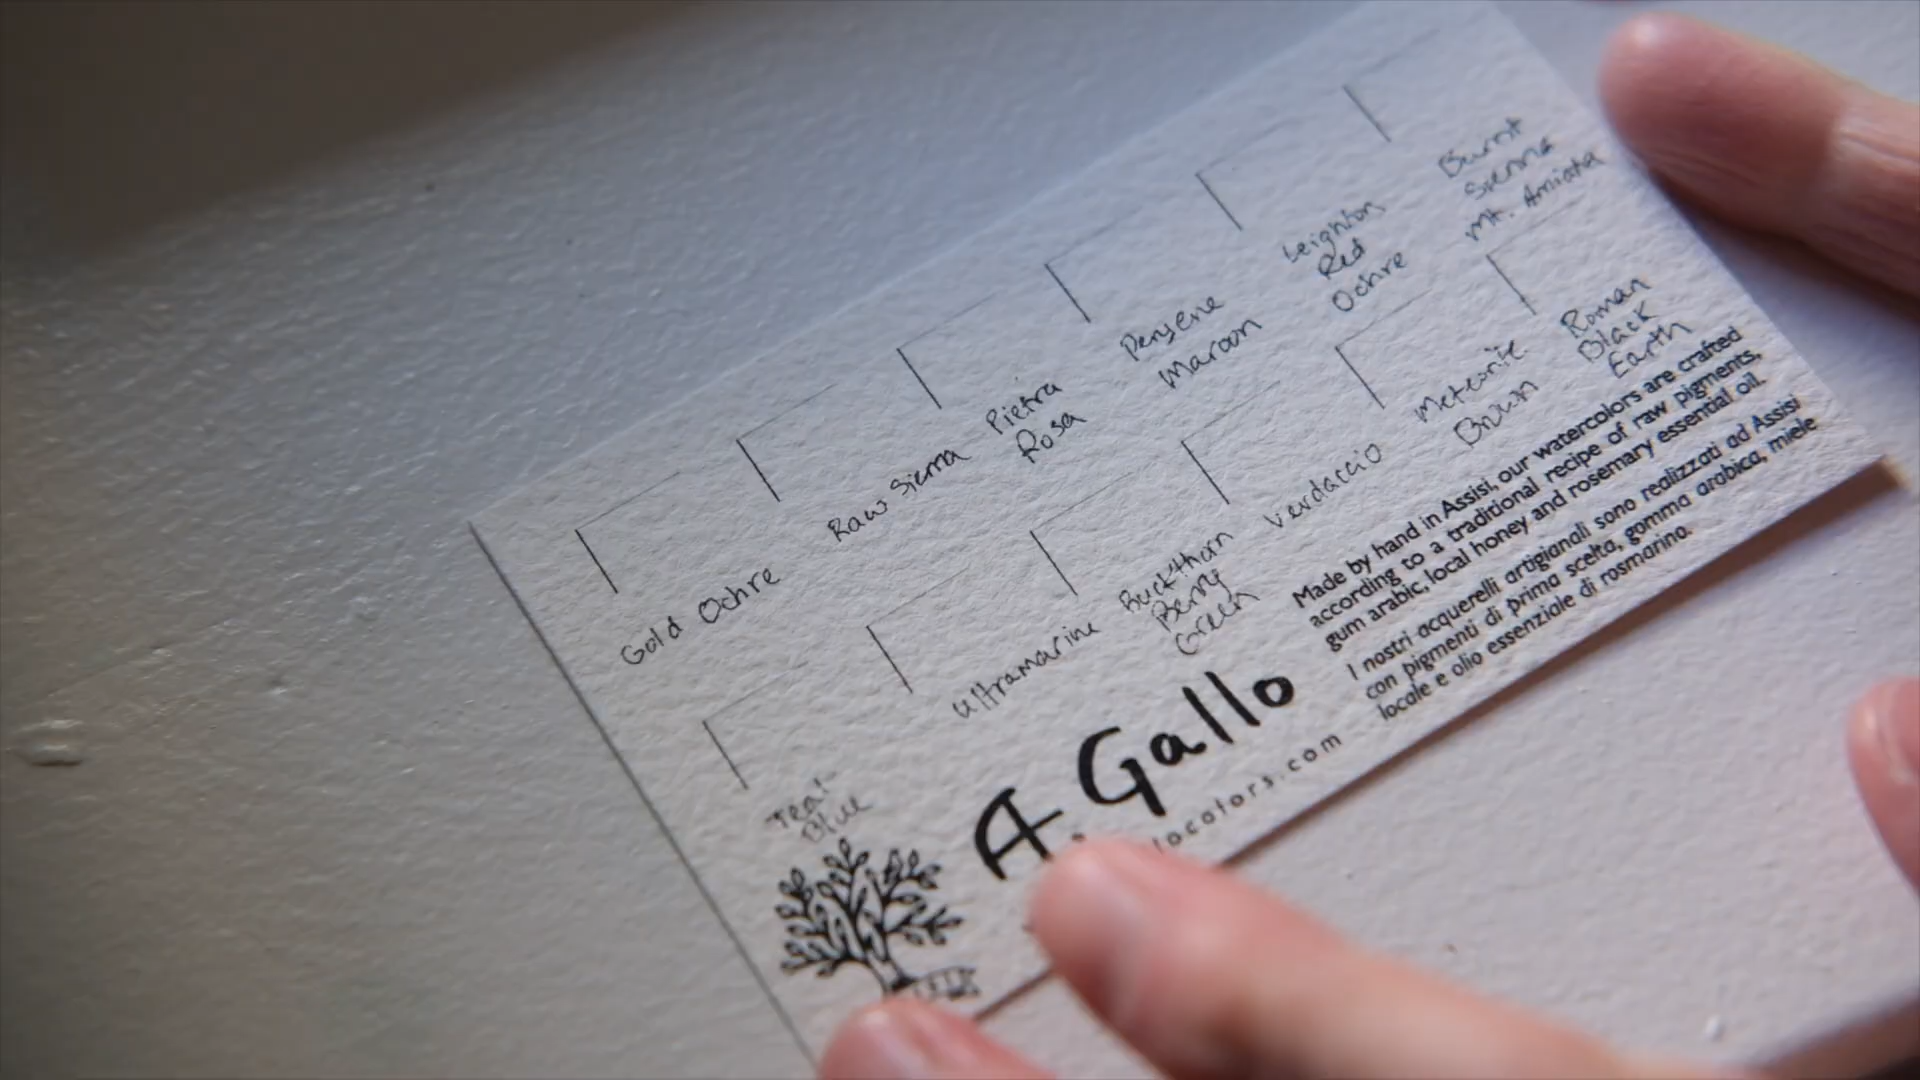 Gold Ochre
Raw Sienna
Pietra
Rosa
Perylene
Maroon
Leighton
Red
Ochre
Burnt
Sienna
Mt. Amiata
Teal
Blue
Ultramarine
Buckthorn
Berry
Green
Verdaccio
Meteorite
Brown
Roman
Black
Earth
A Gallo
locolors.com
Made by hand in Assisi, our watercolors are crafted
according to a traditional recipe of raw pigments,
gum arabic, local honey and rosemary essential oil.
I nostri acquerelli artigianali sono realizzati ad Assisi
con pigmenti di prima scelta, gomma arabica, miele
locale e olio essenziale di rosmarino.